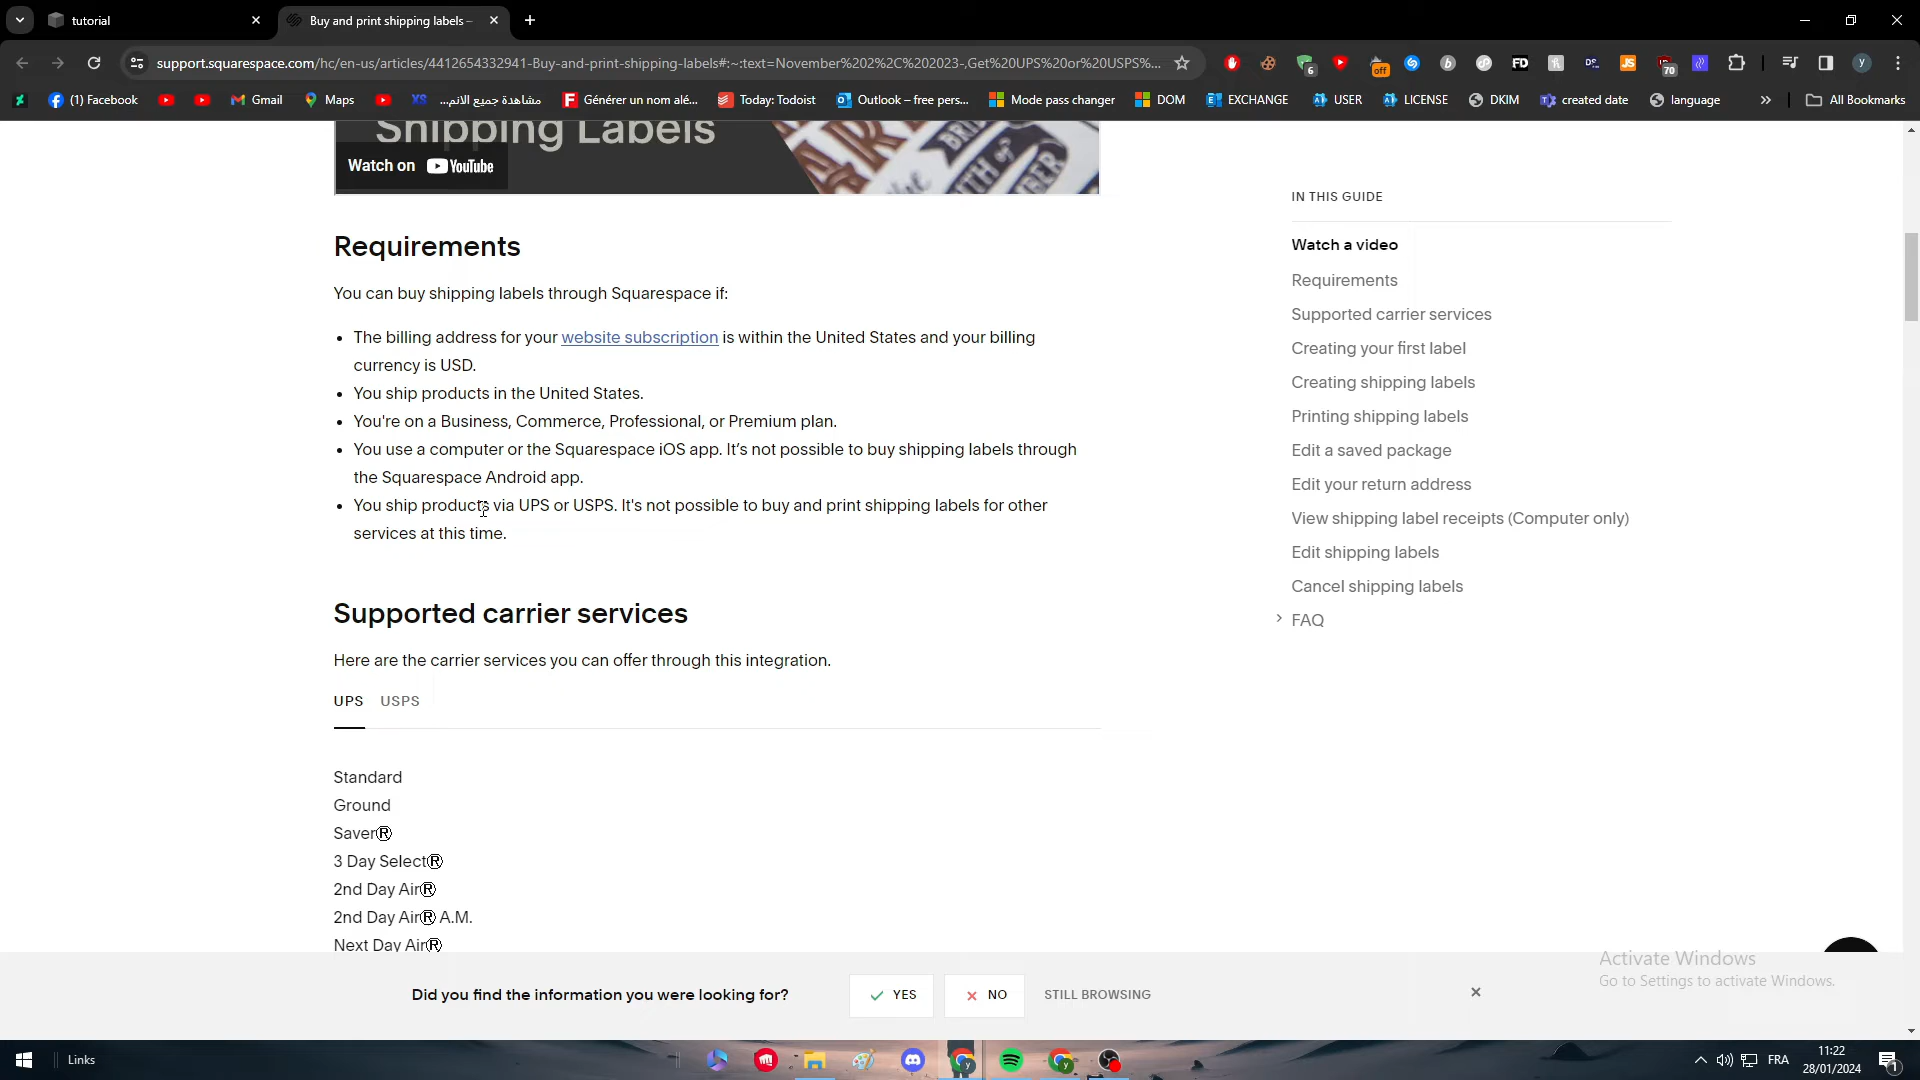 tutorial
Buy and print shipping labels –
support.squarespace.com/hc/en-us/articles/4412654332941-Buy-and-print-shipping-labels#:~:text=November%202%2C%202023-,Get%20UPS%20or%20USPS%...
6
off
FD
70
y
(1) Facebook
Gmail
Maps
XS
مشاهدة جميع الانم...
Générer un nom alé...
Today: Todoist
Outlook – free pers...
Mode pass changer
DOM
EXCHANGE
USER
LICENSE
DKIM
created date
language
All Bookmarks
Shipping Labels
Watch on YouTube
Requirements
You can buy shipping labels through Squarespace if:
• The billing address for your website subscription is within the United States and your billing
currency is USD.
• You ship products in the United States.
• You're on a Business, Commerce, Professional, or Premium plan.
• You use a computer or the Squarespace iOS app. It’s not possible to buy shipping labels through
the Squarespace Android app.
• You ship products via UPS or USPS. It's not possible to buy and print shipping labels for other
services at this time.
Supported carrier services
Here are the carrier services you can offer through this integration.
UPS USPS
Standard
Ground
Saver®
3 Day Select®
2nd Day Air®
2nd Day Air® A.M.
Next Day Air®
IN THIS GUIDE
Watch a video
Requirements
Supported carrier services
Creating your first label
Creating shipping labels
Printing shipping labels
Edit a saved package
Edit your return address
View shipping label receipts (Computer only)
Edit shipping labels
Cancel shipping labels
FAQ
Did you find the information you were looking for?
YES
NO
STILL BROWSING
Activate Windows
Go to Settings to activate Windows.
Links
FRA
11:22
28/01/2024
1